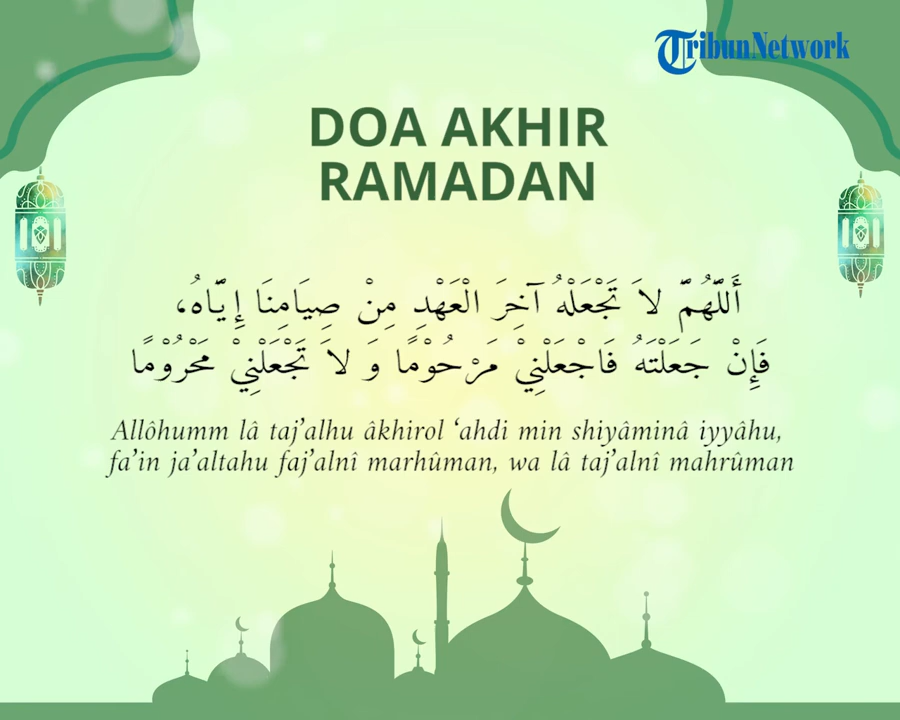 TribunNetwork
DOA AKHIR
RAMADAN
أَللّهُمّ لاَ تَجْعَلْهُ آخِرَ الْعَهْدِ مِنْ صِيَامِنَا إِيّاهُ،
فَإِنْ جَعَلْتَهُ فَاجْعَلْنِيْ مَرْحُوْمًا وَ لاَ تَجْعَلْنِيْ مَحْرُوْمًا
Allôhumm lâ taj’alhu âkhirol ‘ahdi min shiyâminâ iyyâhu,
fa’in ja’altahu faj’alnî marhûman, wa lâ taj’alnî mahrûman